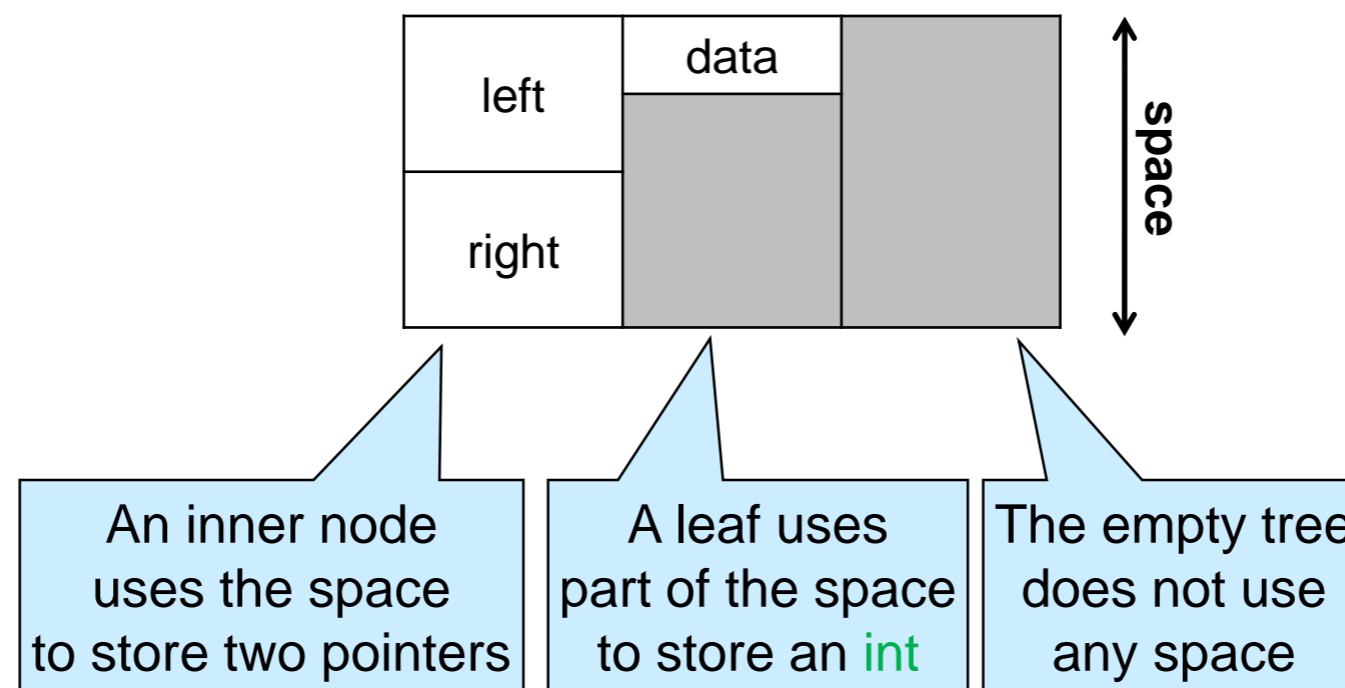 left
right
data
space
An inner node
uses the space
to store two pointers
A leaf uses
part of the space
to store an int
The empty tree
does not use
any space